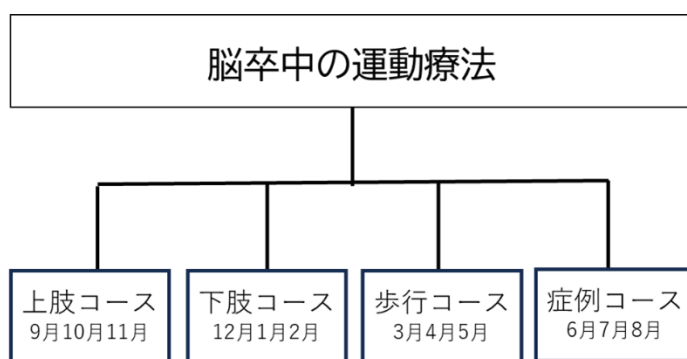 脳卒中の運動療法
上肢コース
9月10月11月
下肢コース
12月1月2月
歩行コース
3月4月5月
症例コース
6月7月8月